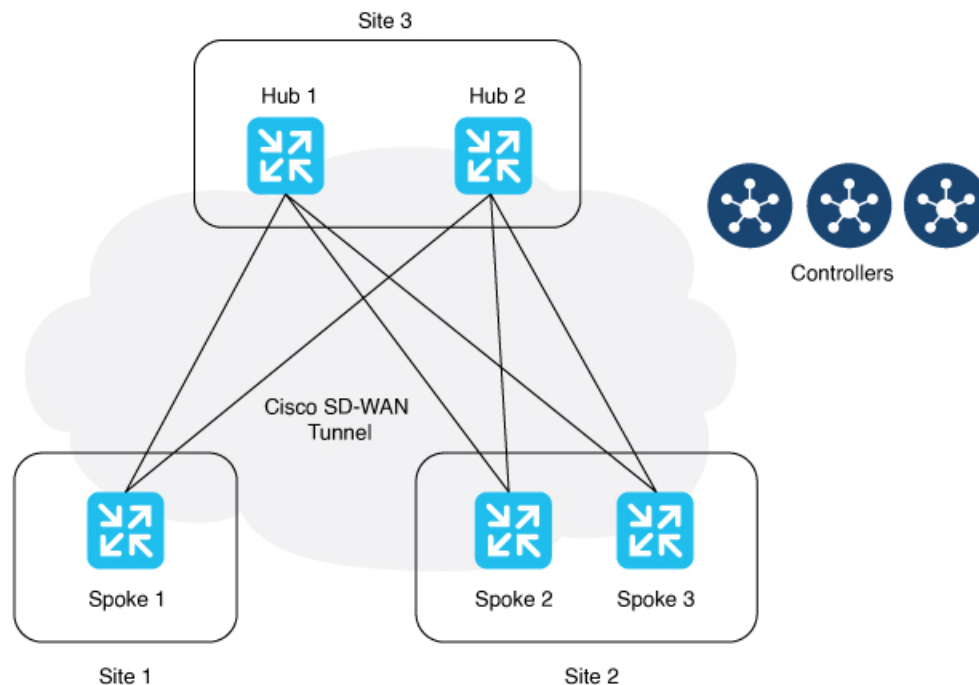 Site 3
Hub 1
Hub 2
Controllers
Cisco SD-WAN
Tunnel
Spoke 1
Spoke 2
Spoke 3
Site 1
Site 2